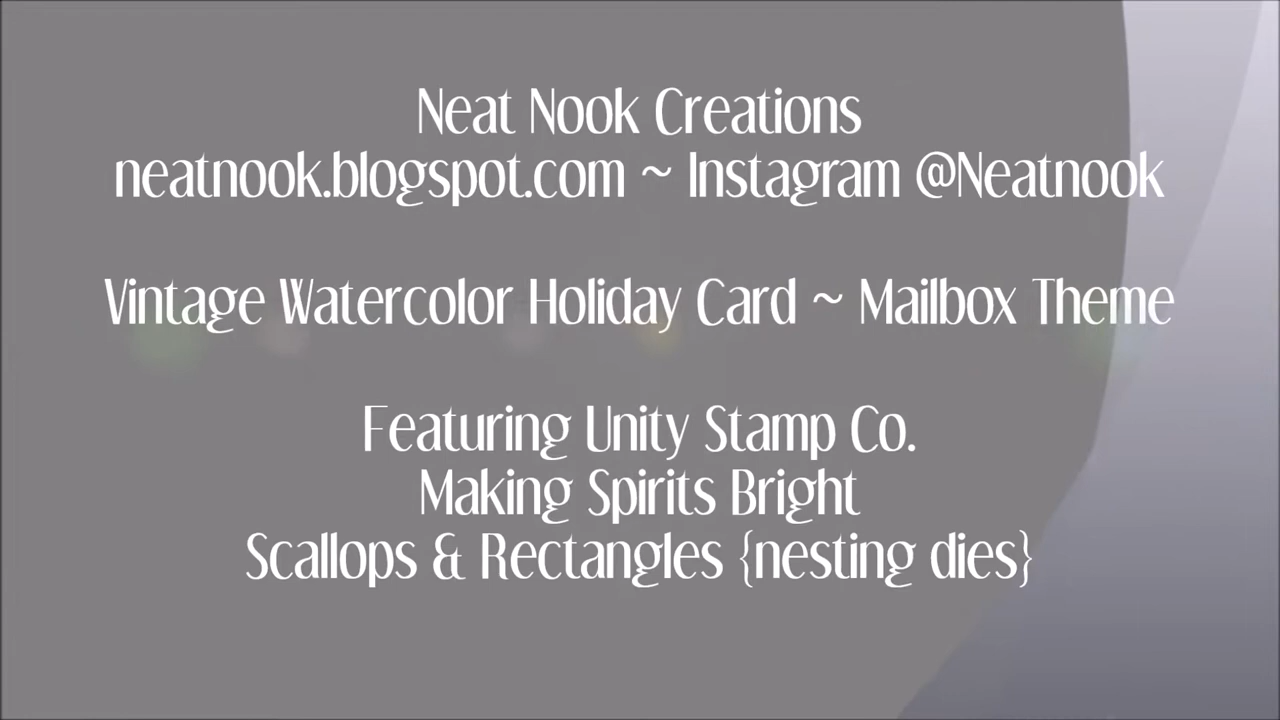 Neat Nook Creations
neatnook.blogspot.com ~ Instagram @Neatnook
Vintage Watercolor Holiday Card ~ Mailbox Theme
Featuring Unity Stamp Co.
Making Spirits Bright
Scallops & Rectangles {nesting dies}